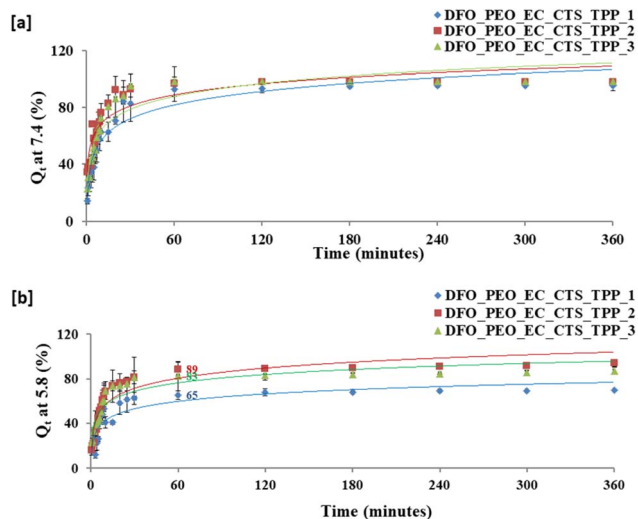 [a]
DFO_PEO_EC_CTS_TPP_1
DFO_PEO_EC_CTS_TPP_2
DFO_PEO_EC_CTS_TPP_3
120
80
40
0
Qt at 7.4 (%)
0 60 120 180 240 300 360
Time (minutes)
[b]
DFO_PEO_EC_CTS_TPP_1
DFO_PEO_EC_CTS_TPP_2
DFO_PEO_EC_CTS_TPP_3
120
80
40
0
Qt at 5.8 (%)
89
83
65
0 60 120 180 240 300 360
Time (minutes)